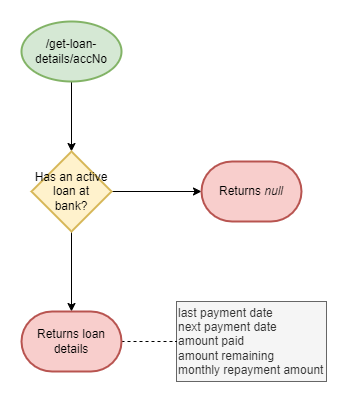 /get-loan-
details/accNo
Has an active
loan at
bank?
Returns null
Returns loan
details
last payment date
next payment date
amount paid
amount remaining
monthly repayment amount